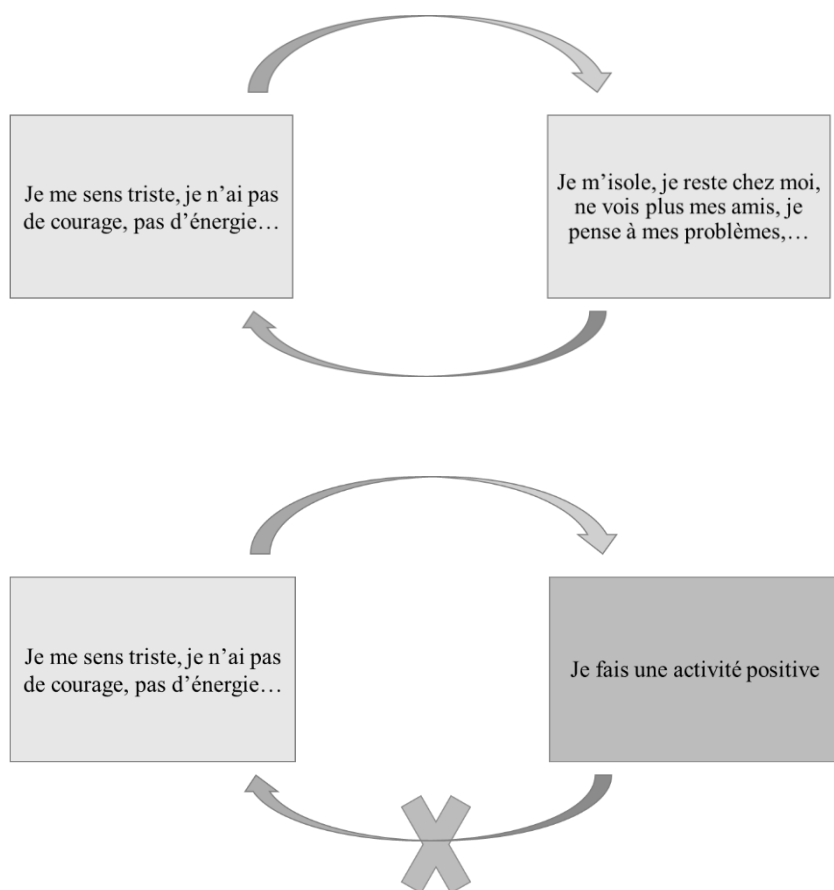 Je me sens triste, je n’ai pas
de courage, pas d’énergie…
Je m’isole, je reste chez moi,
ne vois plus mes amis, je
pense à mes problèmes,…
Je me sens triste, je n’ai pas
de courage, pas d’énergie…
Je fais une activité positive